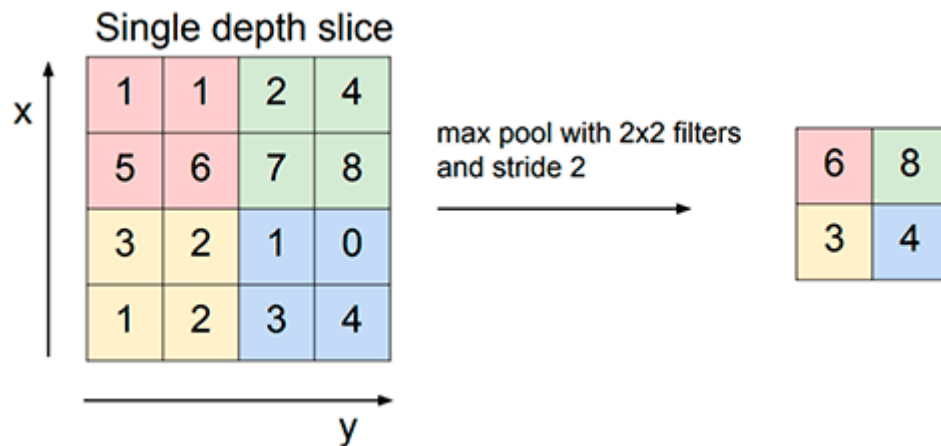 Single depth slice
x
1 1 2 4
5 6 7 8
3 2 1 0
1 2 3 4
y
max pool with 2x2 filters
and stride 2
6 8
3 4